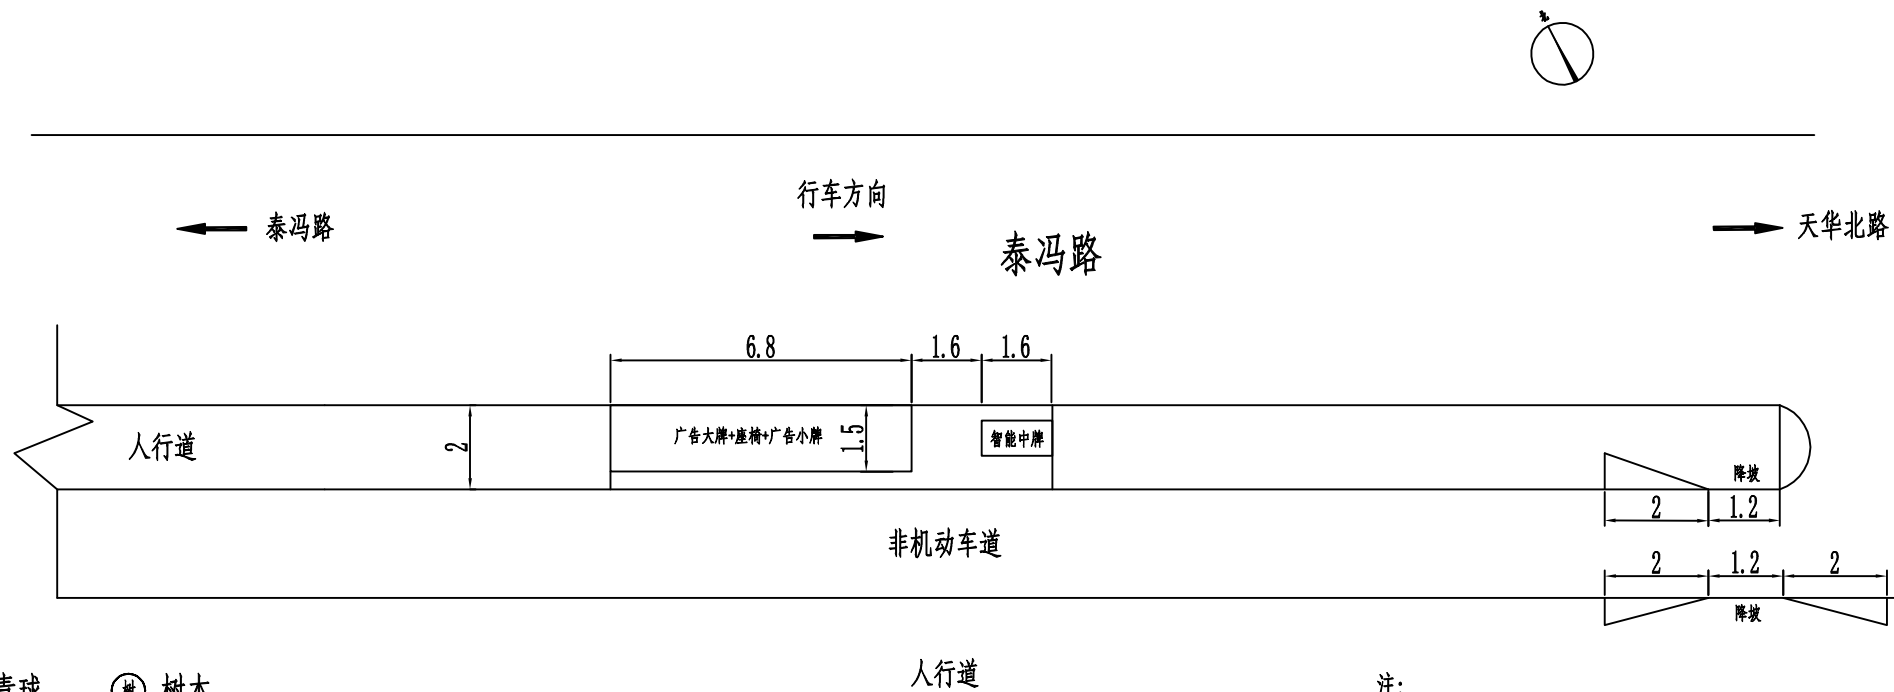 北
行车方向
泰冯路
泰冯路
天华北路
6.8
1.6
1.6
人行道
2
广告大牌+座椅+广告小牌
1.5
智能中牌
降坡
2
1.2
非机动车道
2
1.2
2
降坡
人行道
树 树木
注: